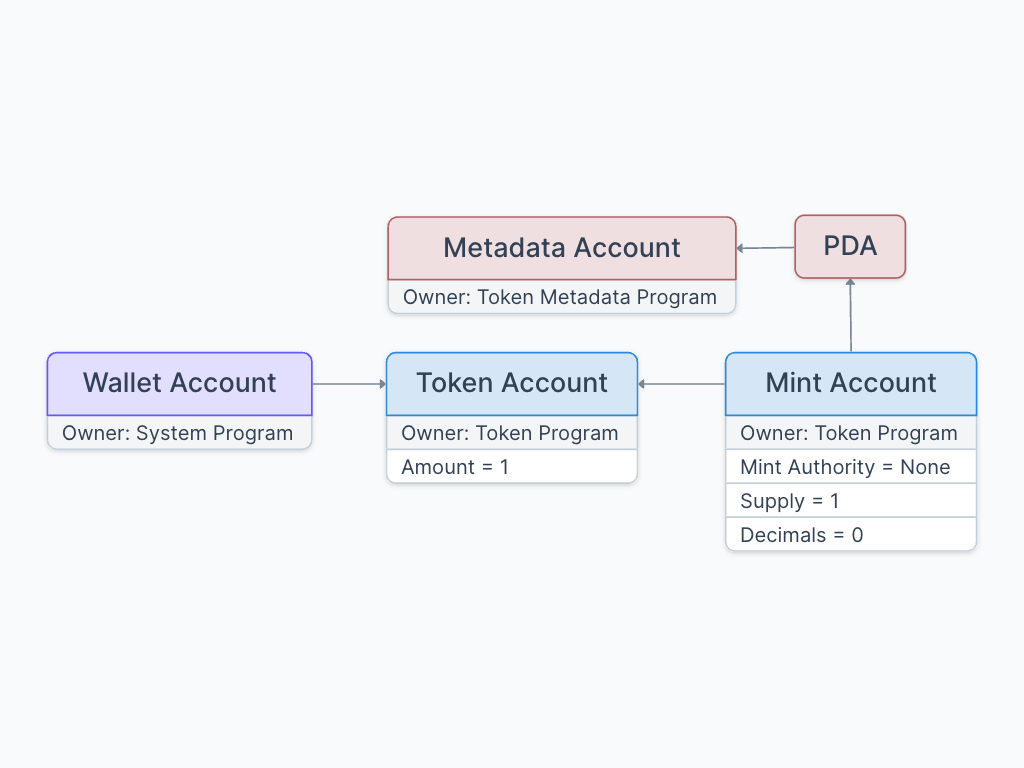 Metadata Account
Owner: Token Metadata Program
PDA
Wallet Account
Owner: System Program
Token Account
Owner: Token Program
Amount = 1
Mint Account
Owner: Token Program
Mint Authority = None
Supply = 1
Decimals = 0